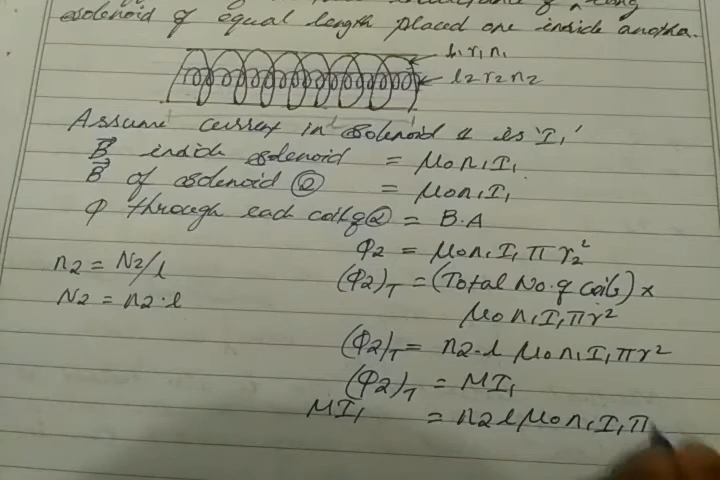 solenoid of equal length placed one inside another.
l₁ r₁ n₁
l₂ r₂ n₂
Assume current in solenoid 1 is 'I₁'
B⃗ inside solenoid = μ₀n₁I₁
B⃗ of solenoid ② = μ₀n₁I₁
φ through each coil of ② = B.A
φ₂ = μ₀n₁I₁πr₂²
n₂ = N₂/l
(φ₂)T = (Total No. of coils) ×
N₂ = n₂·l
μ₀n₁I₁πr²
(φ₂)T = n₂·l μ₀n₁I₁πr²
(φ₂)T = MI₁
MI₁ = n₂lμ₀n₁I₁π